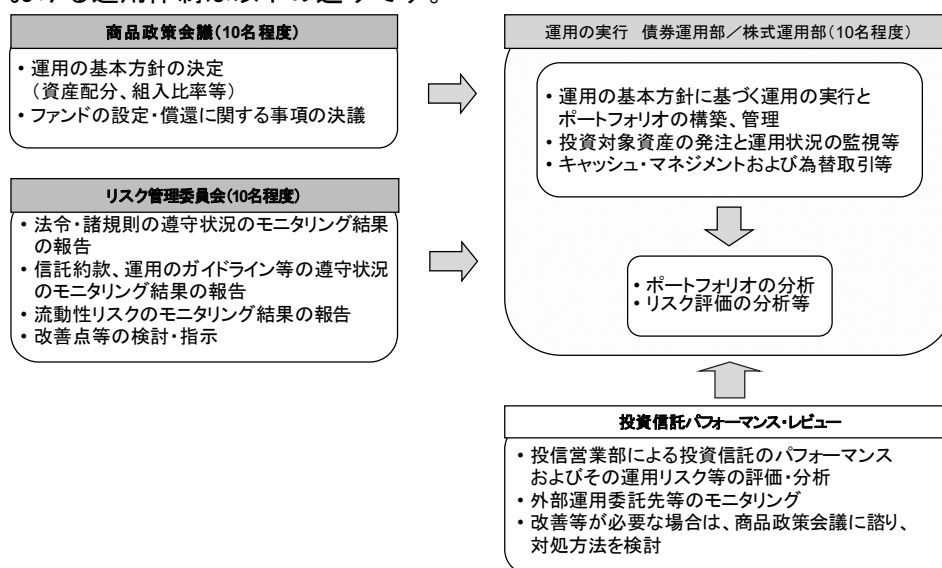 おける運用体制は以下の通りです。
商品政策会議(10名程度)
・運用の基本方針の決定
(資産配分、組入比率等)
・ファンドの設定・償還に関する事項の決議
リスク管理委員会(10名程度)
・法令・諸規則の遵守状況のモニタリング結果
の報告
・信託約款、運用のガイドライン等の遵守状況
のモニタリング結果の報告
・流動性リスクのモニタリング結果の報告
・改善点等の検討・指示
運用の実行 債券運用部/株式運用部(10名程度)
・運用の基本方針に基づく運用の実行と
ポートフォリオの構築、管理
・投資対象資産の発注と運用状況の監視等
・キャッシュ・マネジメントおよび為替取引等
・ポートフォリオの分析
・リスク評価の分析等
投資信託パフォーマンス・レビュー
・投信営業部による投資信託のパフォーマンス
およびその運用リスク等の評価・分析
・外部運用委託先等のモニタリング
・改善等が必要な場合は、商品政策会議に諮り、
対処方法を検討